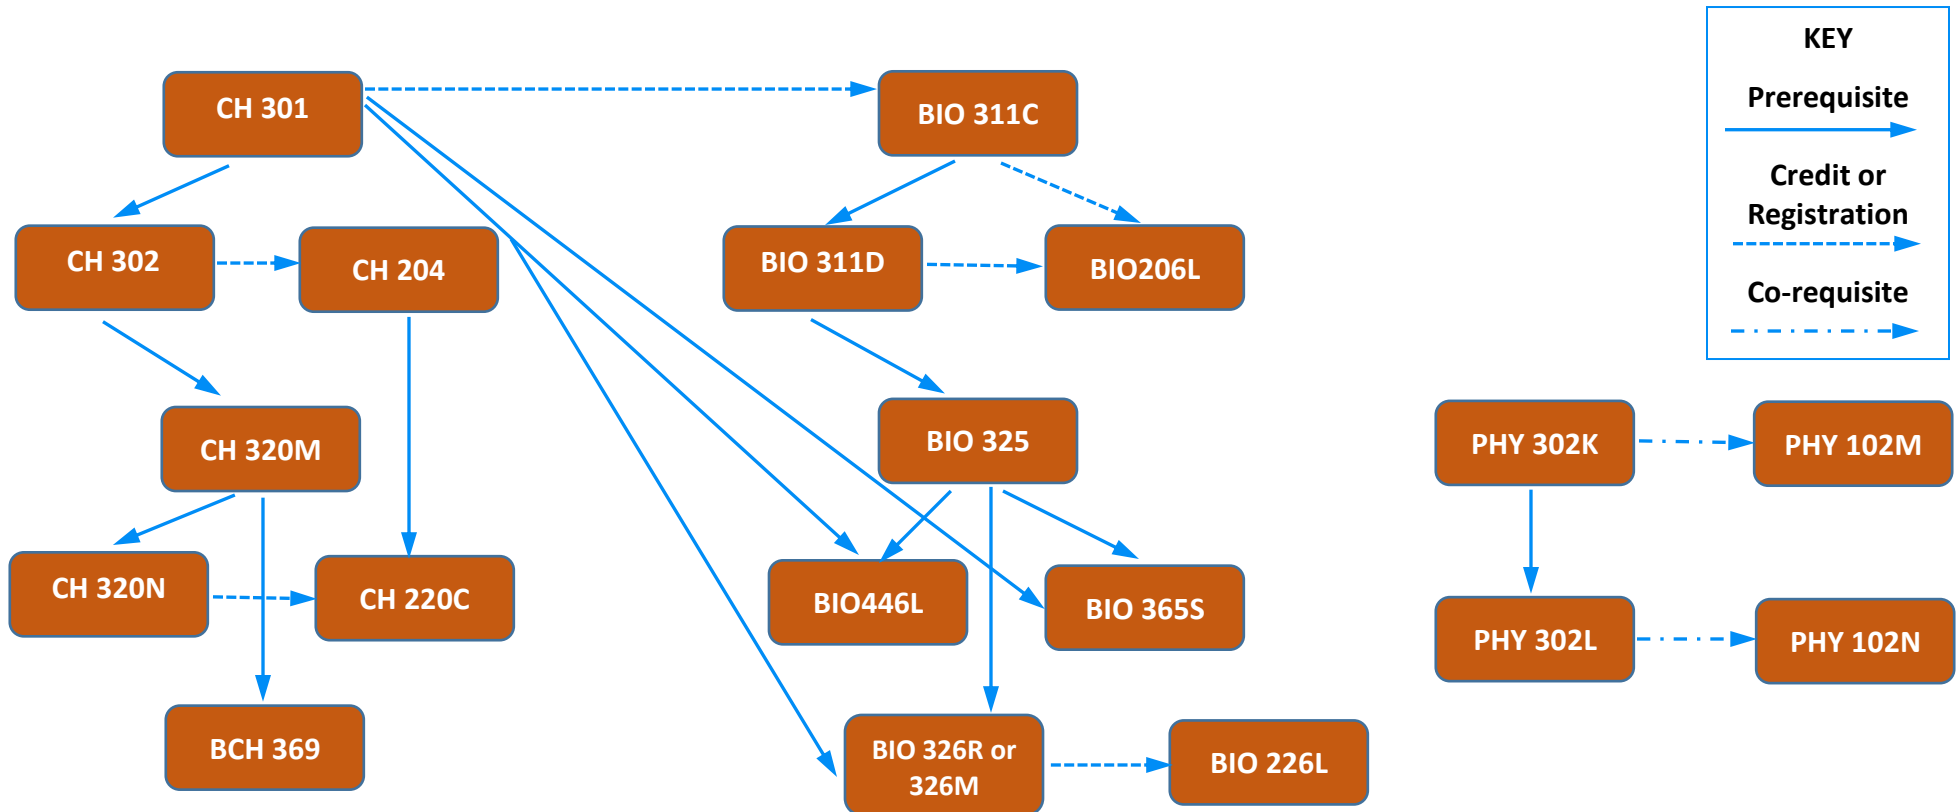 KEY
Prerequisite
Credit or
Registration
Co-requisite
CH 301
BIO 311C
CH 302
CH 204
BIO 311D
BIO206L
CH 320M
BIO 325
PHY 302K
PHY 102M
CH 320N
CH 220C
BIO446L
BIO 365S
PHY 302L
PHY 102N
BCH 369
BIO 326R or
326M
BIO 226L